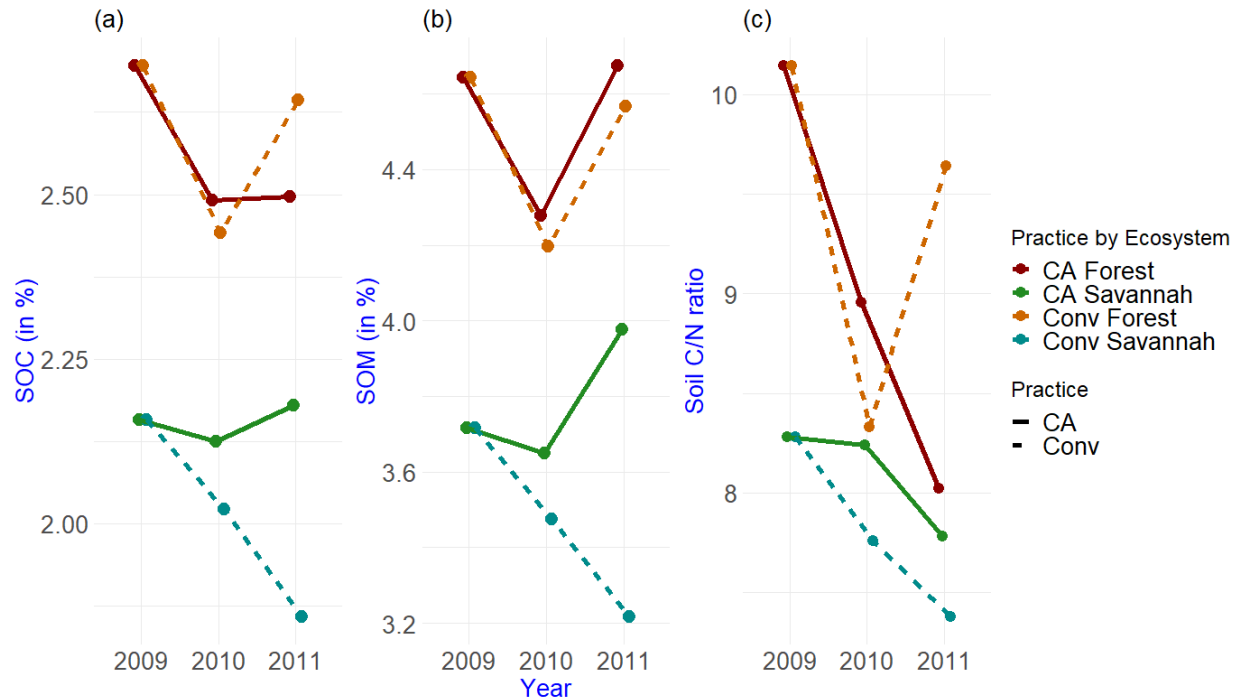 (a)
SOC (in %)
2.50
2.25
2.00
2009 2010 2011
(b)
SOM (in %)
4.4
4.0
3.6
3.2
2009 2010 2011
Year
(c)
Soil C/N ratio
10
9
8
2009 2010 2011
Practice by Ecosystem
CA Forest
CA Savannah
Conv Forest
Conv Savannah
Practice
CA
Conv